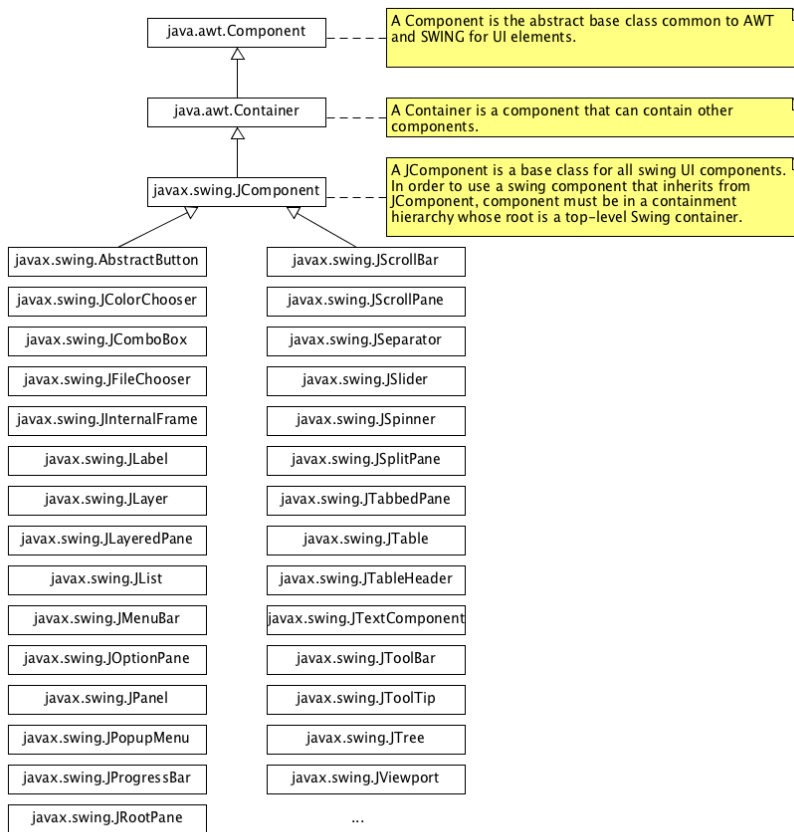 java.awt.Component
A Component is the abstract base class common to AWT
and SWING for UI elements.
java.awt.Container
A Container is a component that can contain other
components.
javax.swing.JComponent
A JComponent is a base class for all swing UI components.
In order to use a swing component that inherits from
JComponent, component must be in a containment
hierarchy whose root is a top-level Swing container.
javax.swing.AbstractButton
javax.swing.JColorChooser
javax.swing.JComboBox
javax.swing.JFileChooser
javax.swing.JInternalFrame
javax.swing.JLabel
javax.swing.JLayer
javax.swing.JLayeredPane
javax.swing.JList
javax.swing.JMenuBar
javax.swing.JOptionPane
javax.swing.JPanel
javax.swing.JPopupMenu
javax.swing.JProgressBar
javax.swing.JRootPane
javax.swing.JScrollBar
javax.swing.JScrollPane
javax.swing.JSeparator
javax.swing.JSlider
javax.swing.JSpinner
javax.swing.JSplitPane
javax.swing.JTabbedPane
javax.swing.JTable
javax.swing.JTableHeader
javax.swing.JTextComponent
javax.swing.JToolBar
javax.swing.JToolTip
javax.swing.JTree
javax.swing.JViewport
...